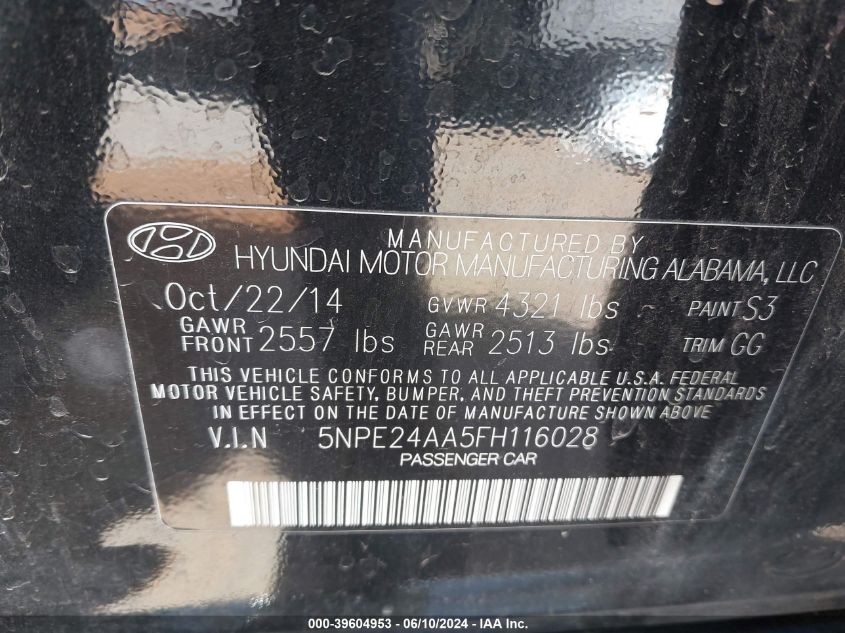 MANUFACTURED BY
HYUNDAI MOTOR MANUFACTURING ALABAMA, LLC
Oct/22/14 GVWR 4321 lbs PAINT S3
GAWR FRONT 2557 lbs GAWR REAR 2513 lbs TRIM GG
THIS VEHICLE CONFORMS TO ALL APPLICABLE U.S.A. FEDERAL
MOTOR VEHICLE SAFETY, BUMPER, AND THEFT PREVENTION STANDARDS
IN EFFECT ON THE DATE OF MANUFACTURE SHOWN ABOVE
V.I.N 5NPE24AA5FH116028
PASSENGER CAR
000-39604953 - 06/10/2024 - IAA Inc.